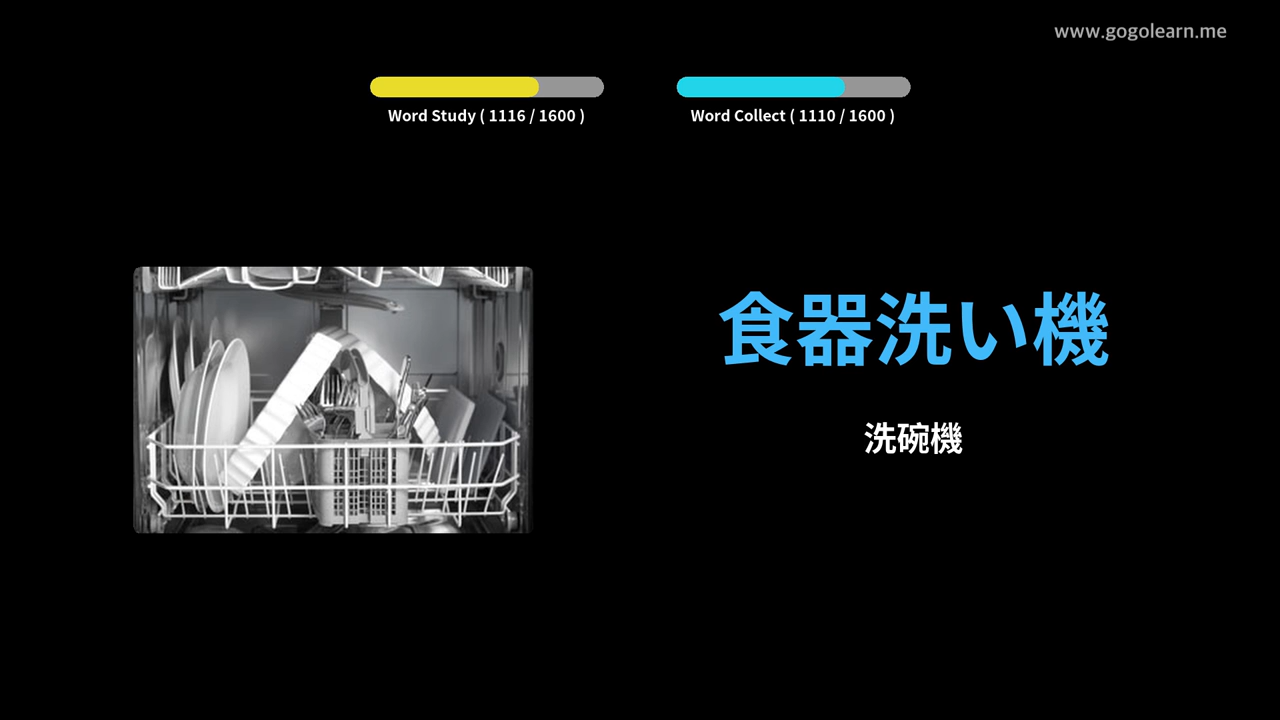 www.gogolearn.me
Word Study ( 1116 / 1600 )
Word Collect ( 1110 / 1600 )
食器洗い機
洗碗機